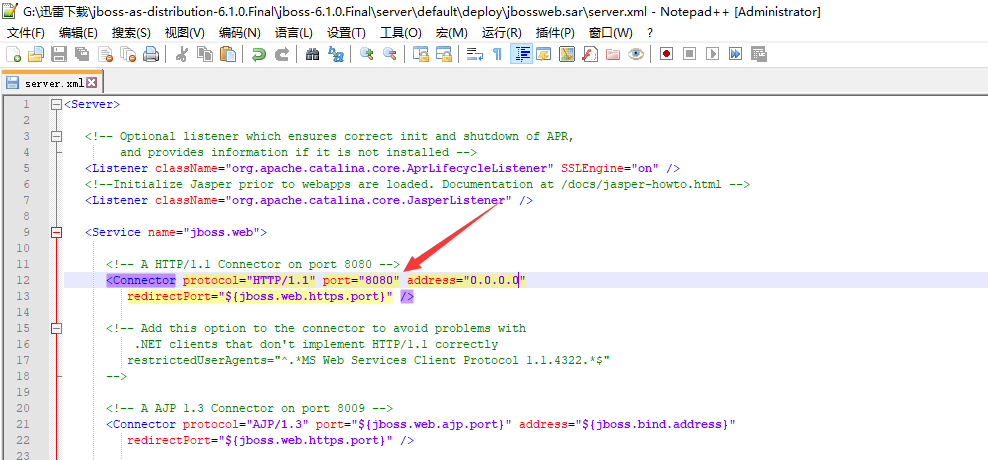 G:\迅雷下载\jboss-as-distribution-6.1.0.Final\jboss-6.1.0.Final\server\default\deploy\jbossweb.sar\server.xml - Notepad++ [Administrator]
文件(F) 编辑(E) 搜索(S) 视图(V) 编码(N) 语言(L) 设置(T) 工具(O) 宏(M) 运行(R) 插件(P) 窗口(W) ?
server.xml
1 <Server>
2
3 <!-- Optional listener which ensures correct init and shutdown of APR,
4 and provides information if it is not installed -->
5 <Listener className="org.apache.catalina.core.AprLifecycleListener" SSLEngine="on" />
6 <!--Initialize Jasper prior to webapps are loaded. Documentation at /docs/jasper-howto.html -->
7 <Listener className="org.apache.catalina.core.JasperListener" />
8
9 <Service name="jboss.web">
10
11 <!-- A HTTP/1.1 Connector on port 8080 -->
12 <Connector protocol="HTTP/1.1" port="8080" address="0.0.0.0"
13 redirectPort="${jboss.web.https.port}" />
14
15 <!-- Add this option to the connector to avoid problems with
16 .NET clients that don't implement HTTP/1.1 correctly
17 restrictedUserAgents="^.*MS Web Services Client Protocol 1.1.4322.*$"
18 -->
19
20 <!-- A AJP 1.3 Connector on port 8009 -->
21 <Connector protocol="AJP/1.3" port="${jboss.web.ajp.port}" address="${jboss.bind.address}"
22 redirectPort="${jboss.web.https.port}" />
23